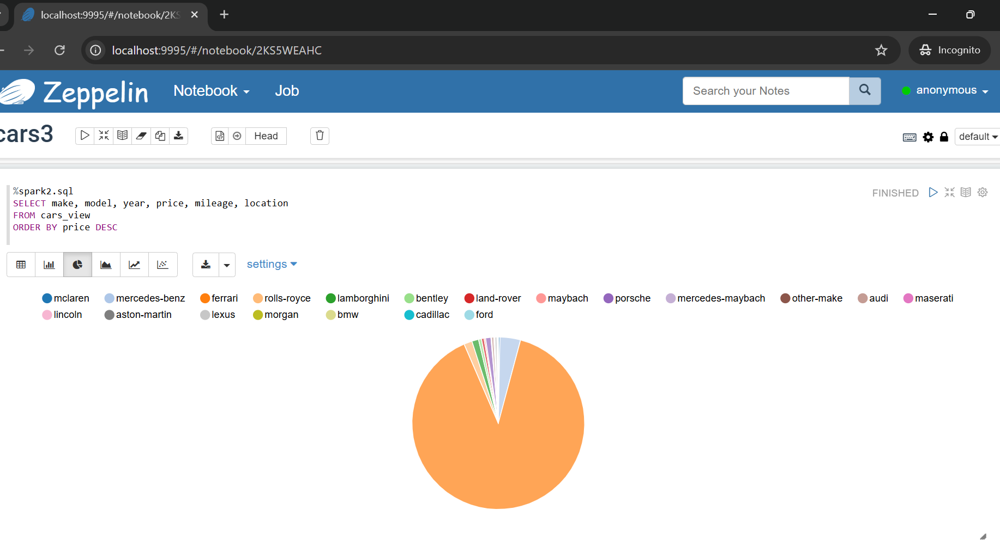 localhost:9995/#/notebook/2KS
localhost:9995/#/notebook/2KS5WEAHC
Incognito
Zeppelin Notebook Job Search your Notes anonymous
cars3 Head default
%spark2.sql
FINISHED
SELECT make, model, year, price, mileage, location
FROM cars_view
ORDER BY price DESC
settings
mclaren mercedes-benz ferrari rolls-royce lamborghini bentley land-rover maybach porsche mercedes-maybach other-make audi maserati
lincoln aston-martin lexus morgan bmw cadillac ford